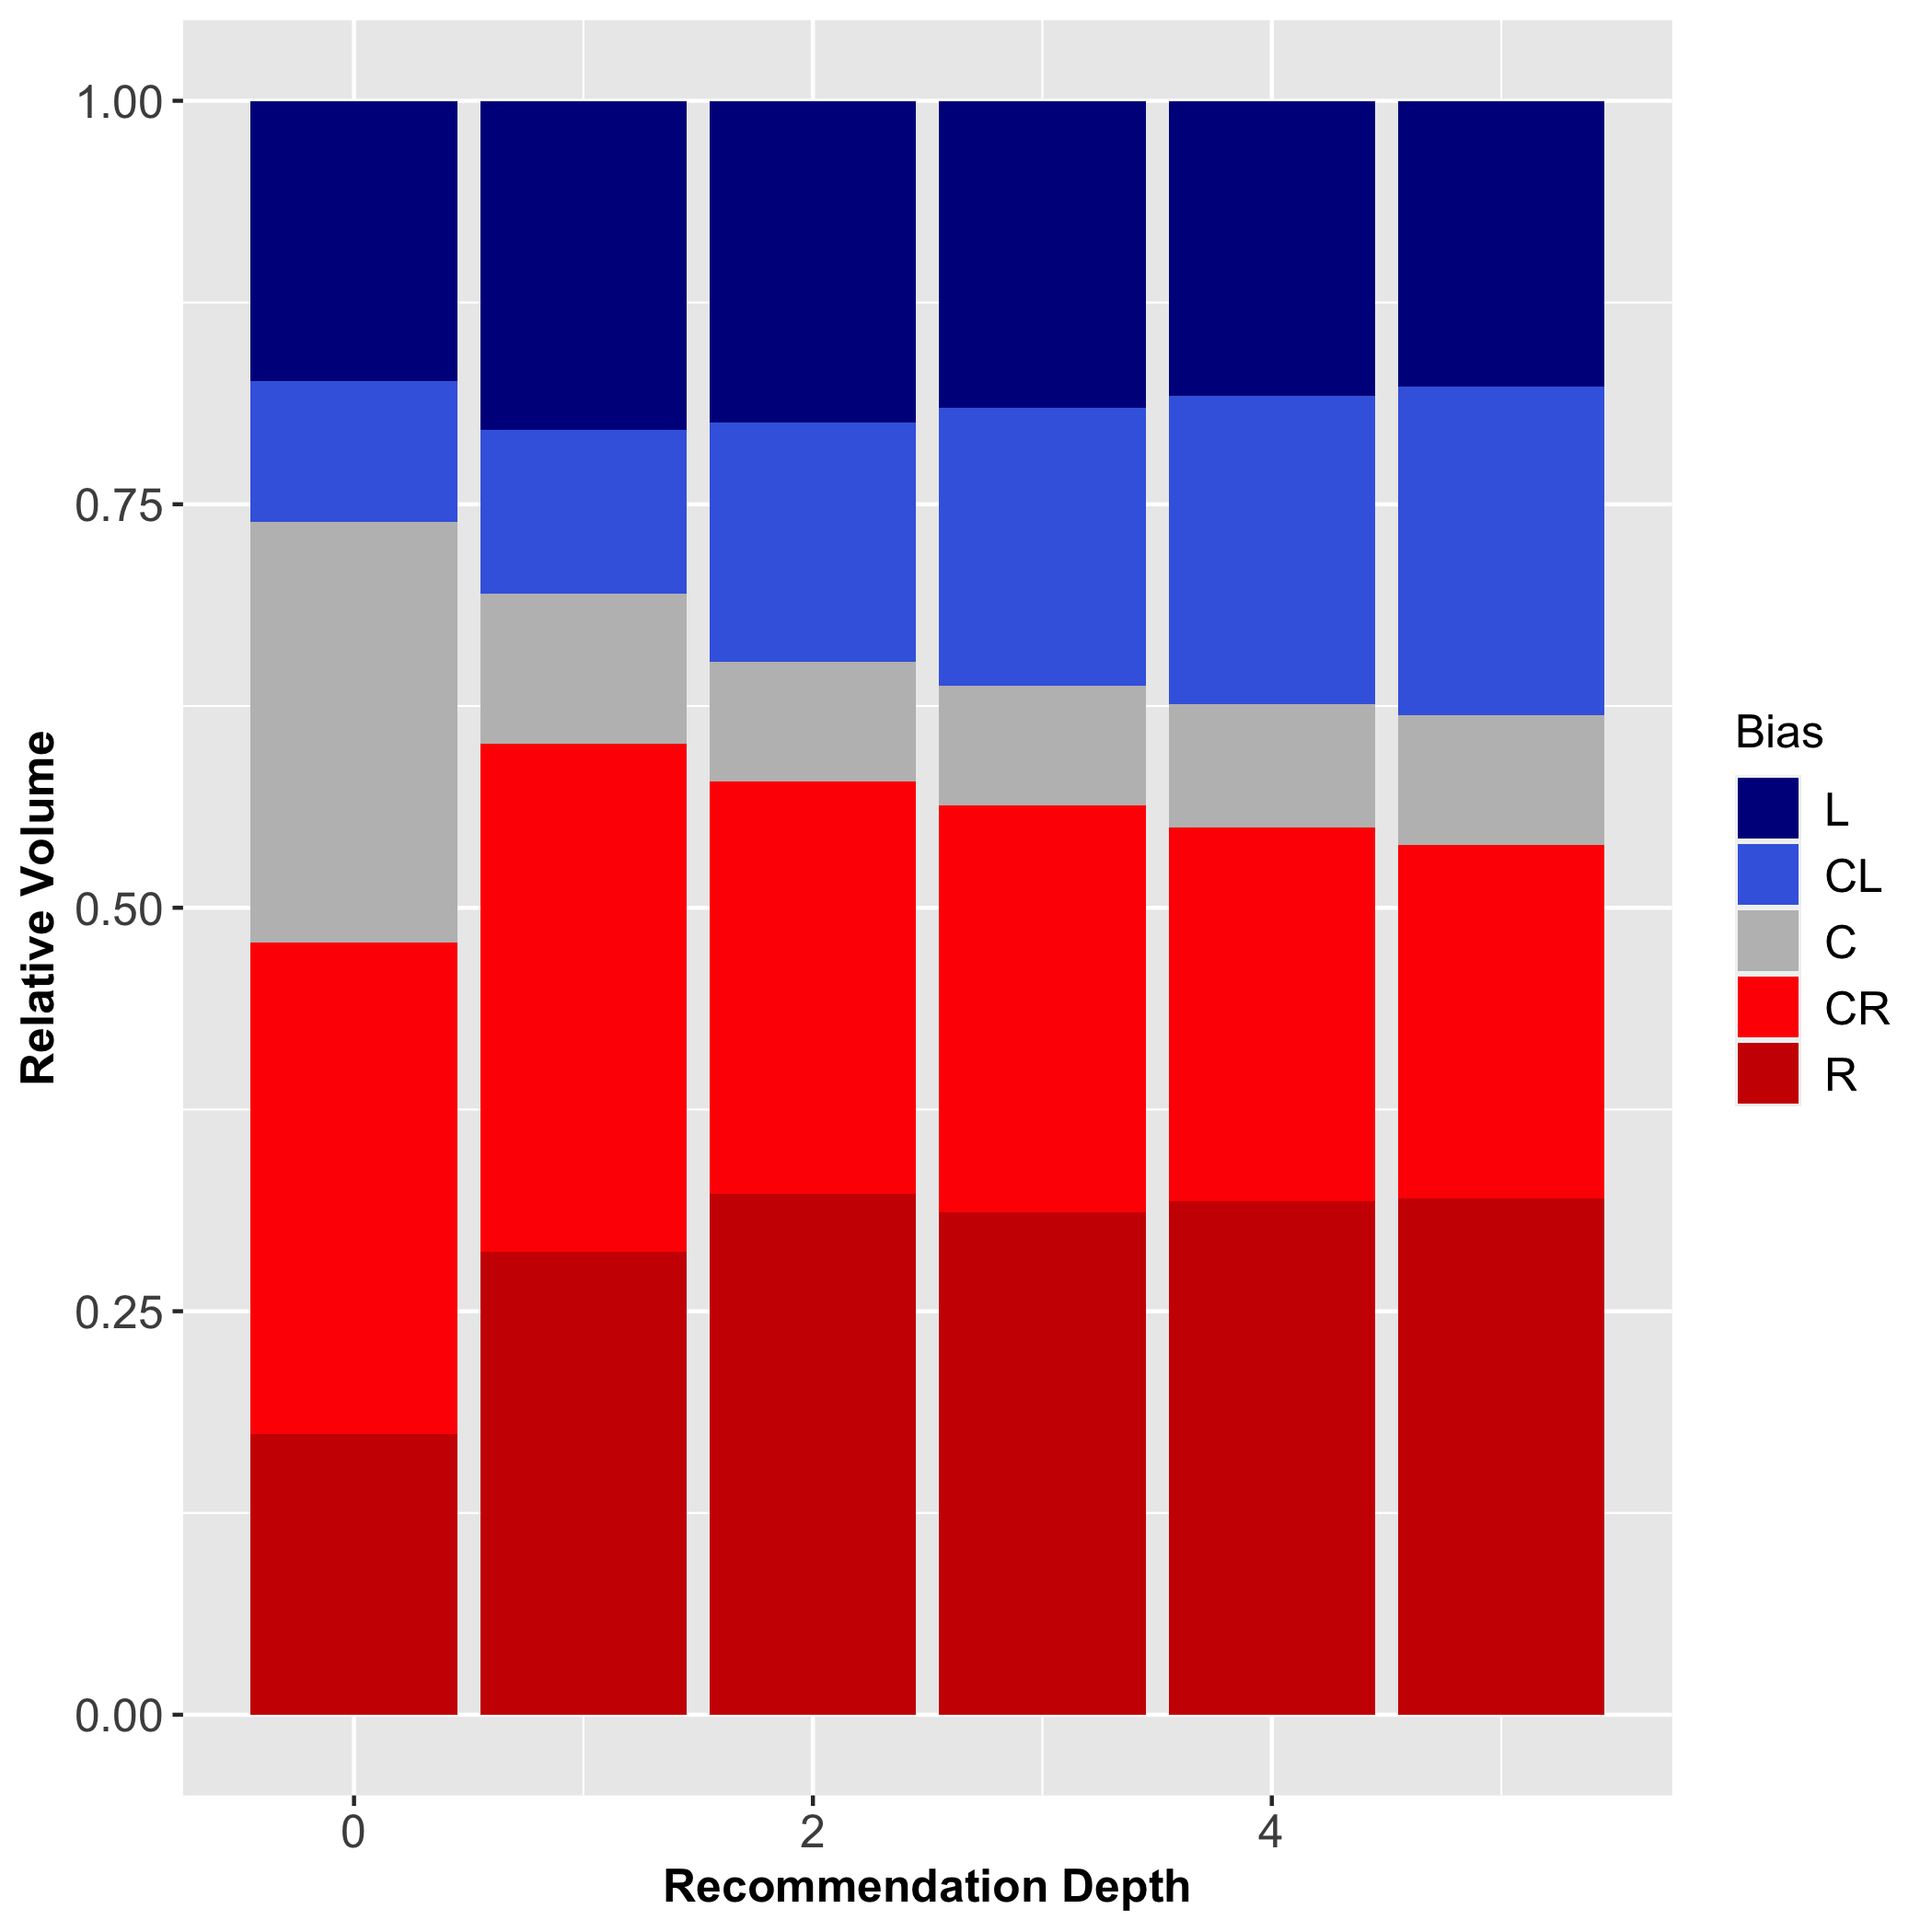 1.00
0.75
0.50
0.25
0.00
Relative Volume
0 2 4
Recommendation Depth
Bias
L
CL
C
CR
R